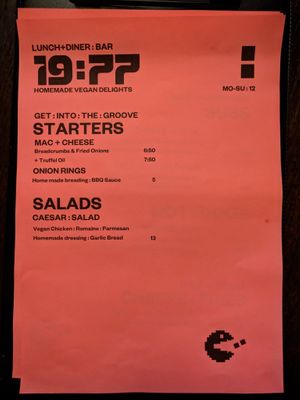 LUNCH+DINER : BAR
19:77
HOMEMADE VEGAN DELIGHTS
MO-SU : 12
GET : INTO : THE : GROOVE
STARTERS
MAC + CHEESE
Breadcrumbs & Fried Onions 6:50
+ Truffel Oil 7:50
ONION RINGS
Home made breading : BBQ Sauce 5
SALADS
CAESAR : SALAD
Vegan Chicken : Romaine : Parmesan
Homemade dressing : Garlic Bread 13